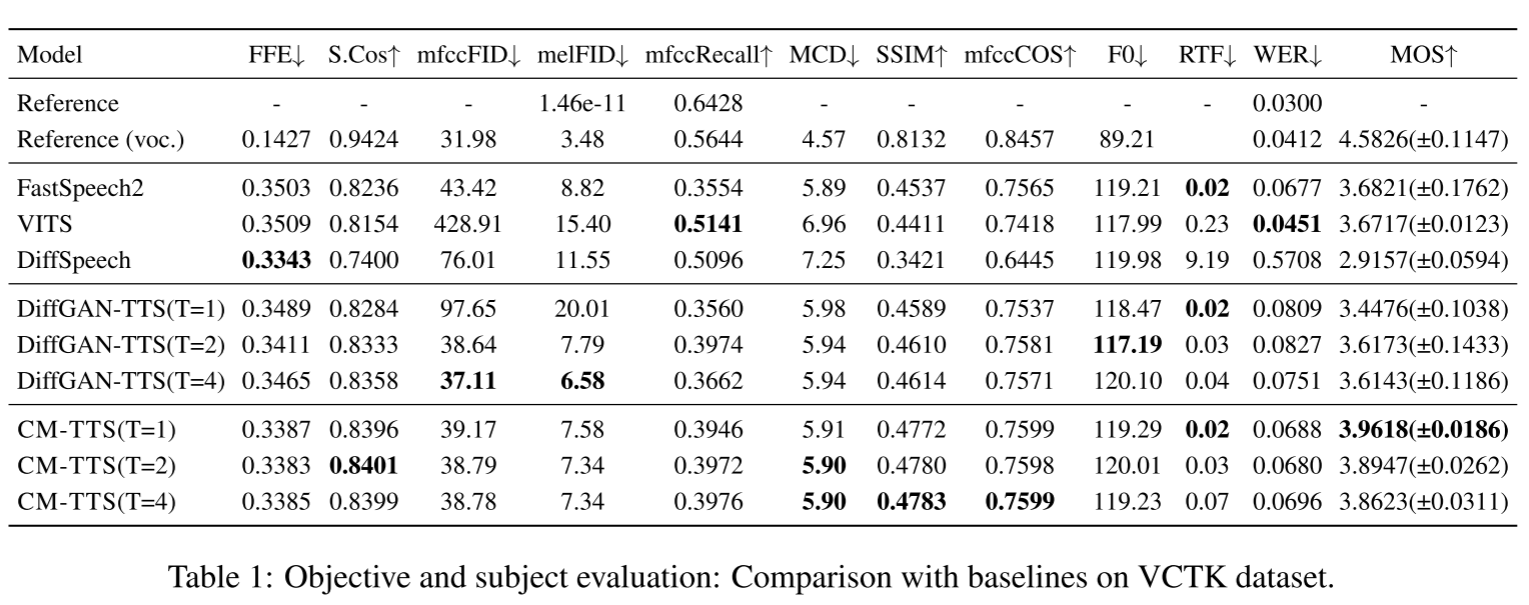 Model FFE↓ S.Cos↑ mfccFID↓ melFID↓ mfccRecall↑ MCD↓ SSIM↑ mfccCOS↑ F0↓ RTF↓ WER↓ MOS↑
Reference - - - 1.46e-11 0.6428 - - - - - 0.0300 -
Reference (voc.) 0.1427 0.9424 31.98 3.48 0.5644 4.57 0.8132 0.8457 89.21 0.0412 4.5826(±0.1147)
FastSpeech2 0.3503 0.8236 43.42 8.82 0.3554 5.89 0.4537 0.7565 119.21 0.02 0.0677 3.6821(±0.1762)
VITS 0.3509 0.8154 428.91 15.40 0.5141 6.96 0.4411 0.7418 117.99 0.23 0.0451 3.6717(±0.0123)
DiffSpeech 0.3343 0.7400 76.01 11.55 0.5096 7.25 0.3421 0.6445 119.98 9.19 0.5708 2.9157(±0.0594)
DiffGAN-TTS(T=1) 0.3489 0.8284 97.65 20.01 0.3560 5.98 0.4589 0.7537 118.47 0.02 0.0809 3.4476(±0.1038)
DiffGAN-TTS(T=2) 0.3411 0.8333 38.64 7.79 0.3974 5.94 0.4610 0.7581 117.19 0.03 0.0827 3.6173(±0.1433)
DiffGAN-TTS(T=4) 0.3465 0.8358 37.11 6.58 0.3662 5.94 0.4614 0.7571 120.10 0.04 0.0751 3.6143(±0.1186)
CM-TTS(T=1) 0.3387 0.8396 39.17 7.58 0.3946 5.91 0.4772 0.7599 119.29 0.02 0.0688 3.9618(±0.0186)
CM-TTS(T=2) 0.3383 0.8401 38.79 7.34 0.3972 5.90 0.4780 0.7598 120.01 0.03 0.0680 3.8947(±0.0262)
CM-TTS(T=4) 0.3385 0.8399 38.78 7.34 0.3976 5.90 0.4783 0.7599 119.23 0.07 0.0696 3.8623(±0.0311)
Table 1: Objective and subject evaluation: Comparison with baselines on VCTK dataset.